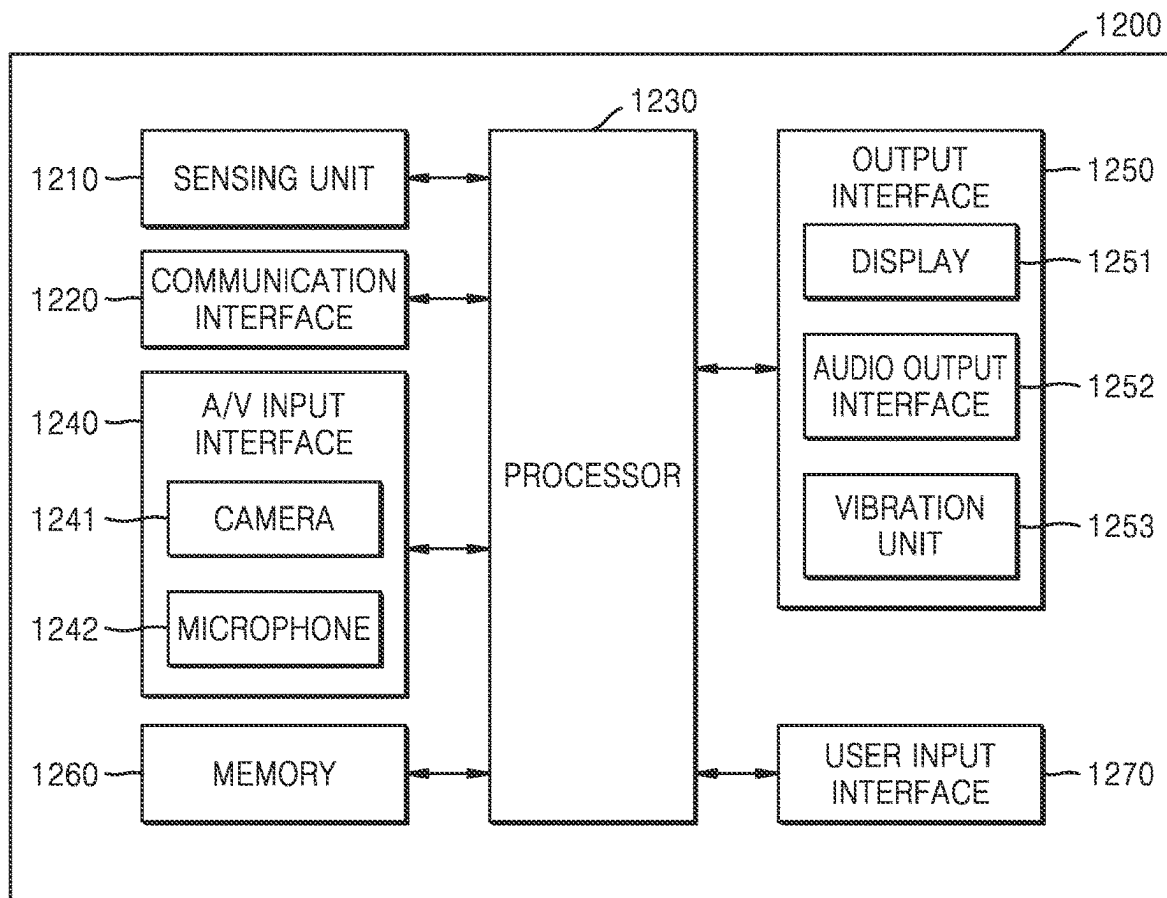 1200
1230
1210
SENSING UNIT
1220
COMMUNICATION
INTERFACE
1240
A/V INPUT
INTERFACE
1241
CAMERA
1242
MICROPHONE
1260
MEMORY
PROCESSOR
OUTPUT
INTERFACE
1250
DISPLAY
1251
AUDIO OUTPUT
INTERFACE
1252
VIBRATION
UNIT
1253
USER INPUT
INTERFACE
1270